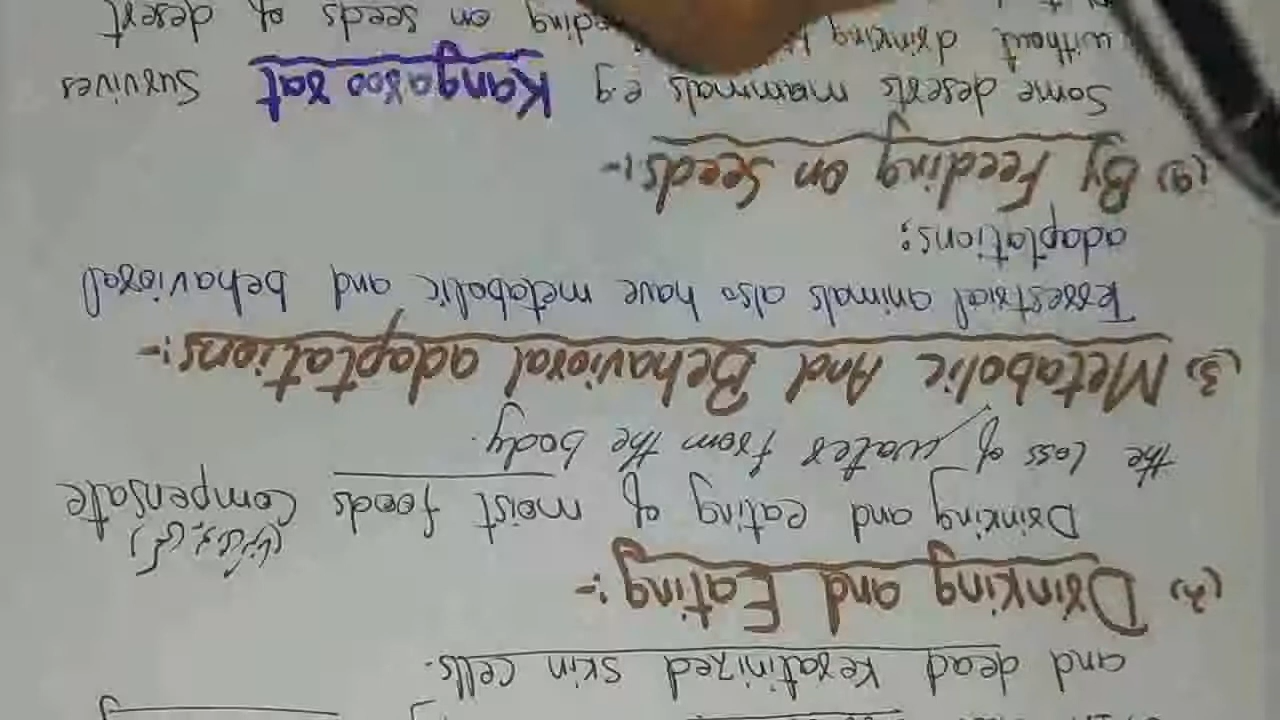 and dead Keratinized skin cells.
(2) Drinking and Eating:-
Drinking and eating of moist foods compensate
the loss of water from the body.
(3) Metabolic And Behavioral adaptations:-
Terrestrial animals also have metabolic and behavioral
adaptations;
(a) By Feeding on Seeds:-
Some deserts mammals e.g Kangaroo rat survives
without drinking on seeds of desert